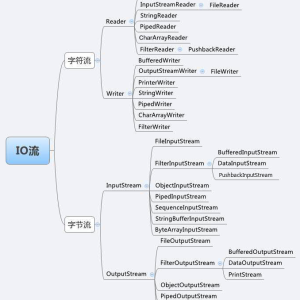 InputStreamReader
FileReader
Reader
StringReader
PipedReader
CharArrayReader
FilterReader
PushbackReader
字符流
BufferedWriter
OutputStreamWriter
FileWriter
PrinterWriter
Writer
StringWriter
PipedWriter
CharArrayWriter
FilterWriter
IO流
FileInputStream
BufferedInputStream
FilterInputStream
DataInputStream
PushbackInputStream
InputStream
ObjectInputStream
PipedInputStream
SequenceInputStream
StringBufferInputStream
ByteArrayInputStream
字节流
FileOutputStream
BufferedOutputStream
FilterOutputStream
DataOutputStream
OutputStream
PrintStream
ObjectOutputStream
PipedOutputStream